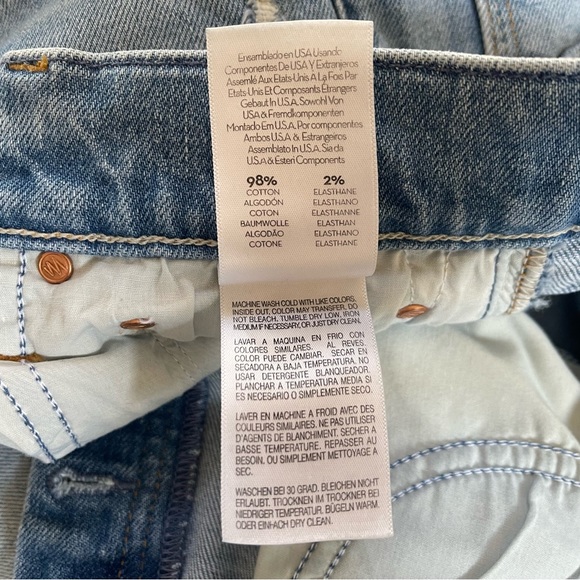 Ensamblado en USA Usando
Componentes De USA Y Extranjeros
Assemlé Aux Etats-Unis A La Fois Par
Etats-Unis Et Composants Étrangers
Gebaut In U.S.A. Sowohl Von
USA & Fremdkomponenten
Montado Em U.S.A. Por componentes
Ambos U.S.A & Estrangeiros
Assemblato In U.S.A. Sia da
U.S.A & Esteri Components
98% 2%
COTTON ELASTHANE
ALGODÓN ELASTHANO
COTON ELASTHANNE
BAUMWOLLE ELASTHAN
ALGODÃO ELASTHANO
COTONE ELASTHANE
MACHINE WASH COLD WITH LIKE COLORS,
INSIDE OUT. COLOR MAY TRANSFER. DO
NOT BLEACH. TUMBLE DRY LOW. IRON
MEDIUM IF NECESSARY, OR JUST DRY CLEAN.
LAVAR A MAQUINA EN FRIO CON
COLORES SIMILARES. AL REVES.
COLOR PUEDE CAMBIAR. SECAR EN
SECADORA A BAJA TEMPERATURA. NO
USAR DETERGENTE BLANQUEADOR.
PLANCHAR A TEMPERATURA MEDIA SI
ES NECESARIO O SIMPLEMENTE SECO.
LAVER EN MACHINE A FROID AVEC DES
COULEURS SIMILAIRES. NE PAS UTILISER
D'AGENTS DE BLANCHIMENT. SECHER A
BASSE TEMPERATURE. REPASSER AU
BESOIN. OU SIMPLEMENT METTOYAGE A
SEC.
WASCHEN BEI 30 GRAD. BLEICHEN NICHT
ERLAUBT. TROCKNEN IM TROCKNER BEI
NIEDRIGER TEMPERATUR. BÜGELN WARM
ODER EINFACH DRY CLEAN.